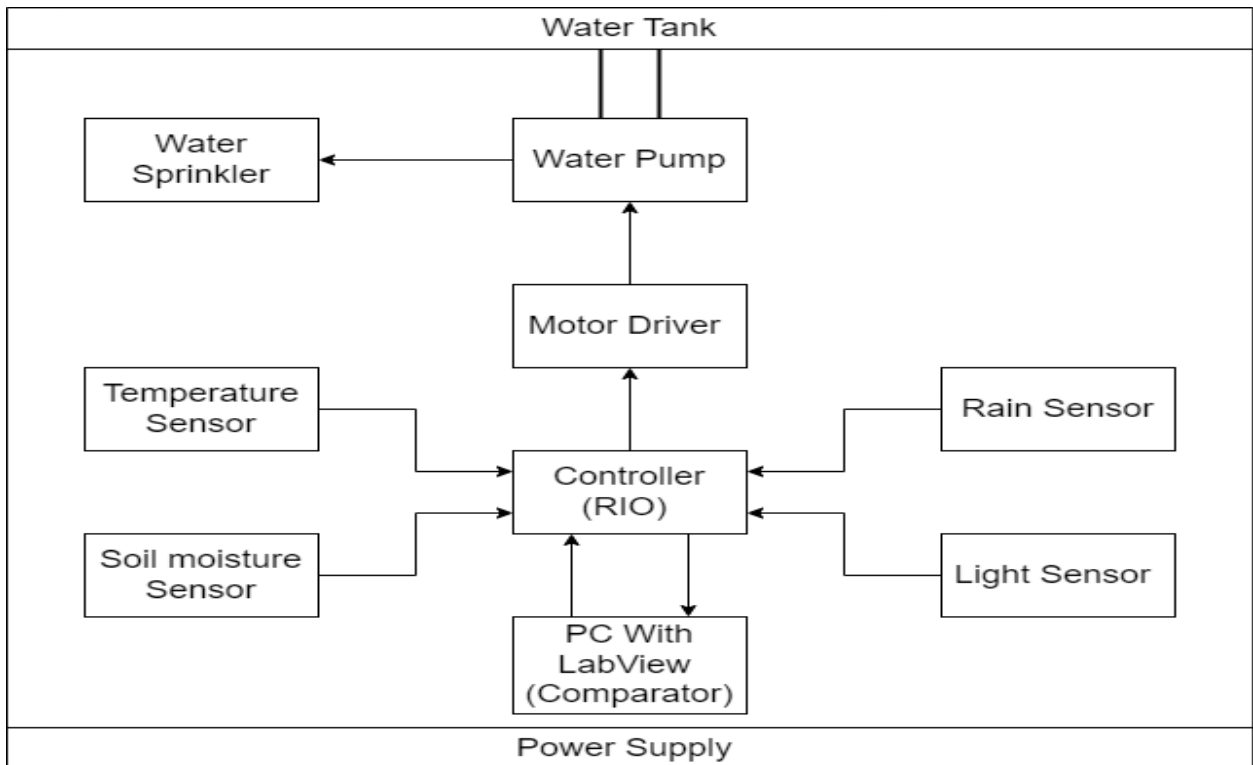 Water Tank
Water
Sprinkler
Water Pump
Motor Driver
Temperature
Sensor
Rain Sensor
Controller
(RIO)
Soil moisture
Sensor
Light Sensor
PC With
LabView
(Comparator)
Power Supply